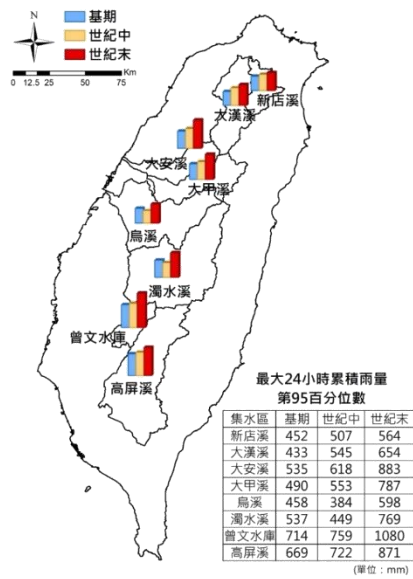 N
基期
世紀中
世紀末
Km
0 12.5 25 50 75
新店溪
大漢溪
大安溪
大甲溪
烏溪
濁水溪
曾文水庫
高屏溪
最大24小時累積雨量
第95百分位數
集水區 基期 世紀中 世紀末
新店溪 452 507 564
大漢溪 433 545 654
大安溪 535 618 883
大甲溪 490 553 787
烏溪 458 384 598
濁水溪 537 449 769
曾文水庫 714 759 1080
高屏溪 669 722 871
(單位：mm)